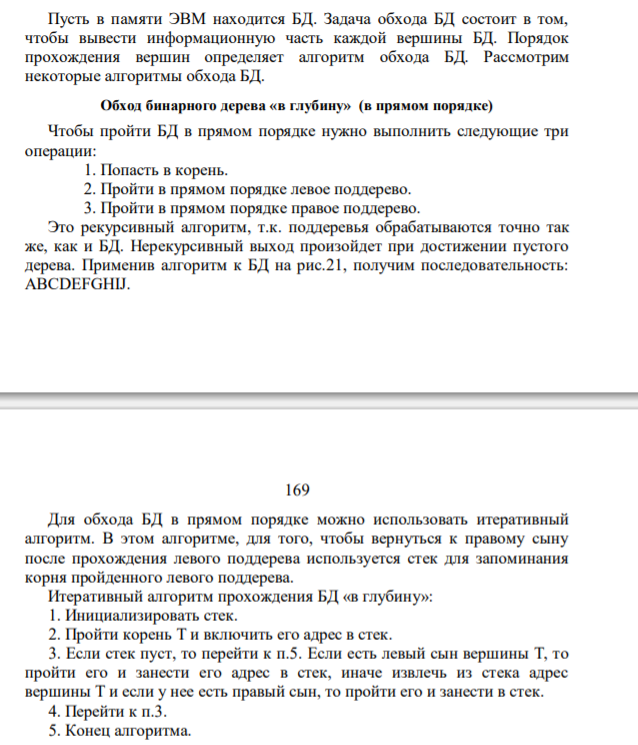 Пусть в памяти ЭВМ находится БД. Задача обхода БД состоит в том,
чтобы вывести информационную часть каждой вершины БД. Порядок
прохождения вершин определяет алгоритм обхода БД. Рассмотрим
некоторые алгоритмы обхода БД.
Обход бинарного дерева «в глубину» (в прямом порядке)
Чтобы пройти БД в прямом порядке нужно выполнить следующие три
операции:
1. Попасть в корень.
2. Пройти в прямом порядке левое поддерево.
3. Пройти в прямом порядке правое поддерево.
Это рекурсивный алгоритм, т.к. поддеревья обрабатываются точно так
же, как и БД. Нерекурсивный выход произойдет при достижении пустого
дерева. Применив алгоритм к БД на рис.21, получим последовательность:
ABCDEFGHIJ.
169
Для обхода БД в прямом порядке можно использовать итеративный
алгоритм. В этом алгоритме, для того, чтобы вернуться к правому сыну
после прохождения левого поддерева используется стек для запоминания
корня пройденного левого поддерева.
Итеративный алгоритм прохождения БД «в глубину»:
1. Инициализировать стек.
2. Пройти корень T и включить его адрес в стек.
3. Если стек пуст, то перейти к п.5. Если есть левый сын вершины T, то
пройти его и занести его адрес в стек, иначе извлечь из стека адрес
вершины T и если у нее есть правый сын, то пройти его и занести в стек.
4. Перейти к п.3.
5. Конец алгоритма.